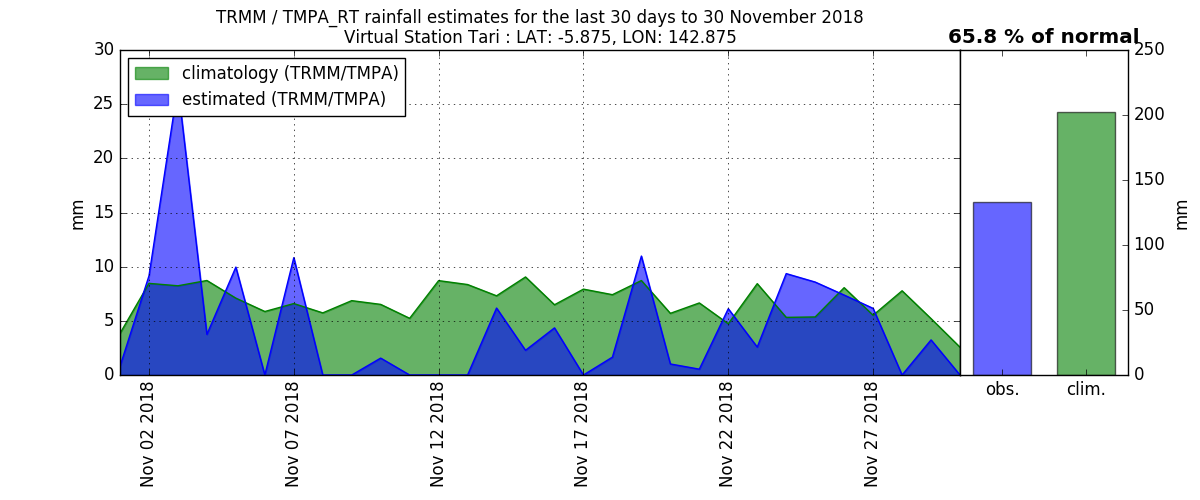 TRMM / TMPA_RT rainfall estimates for the last 30 days to 30 November 2018
Virtual Station Tari : LAT: -5.875, LON: 142.875
65.8 % of normal
climatology (TRMM/TMPA)
estimated (TRMM/TMPA)
30
25
20
15
10
5
0
mm
Nov 02 2018
Nov 07 2018
Nov 12 2018
Nov 17 2018
Nov 22 2018
Nov 27 2018
obs.
clim.
250
200
150
100
50
0
mm